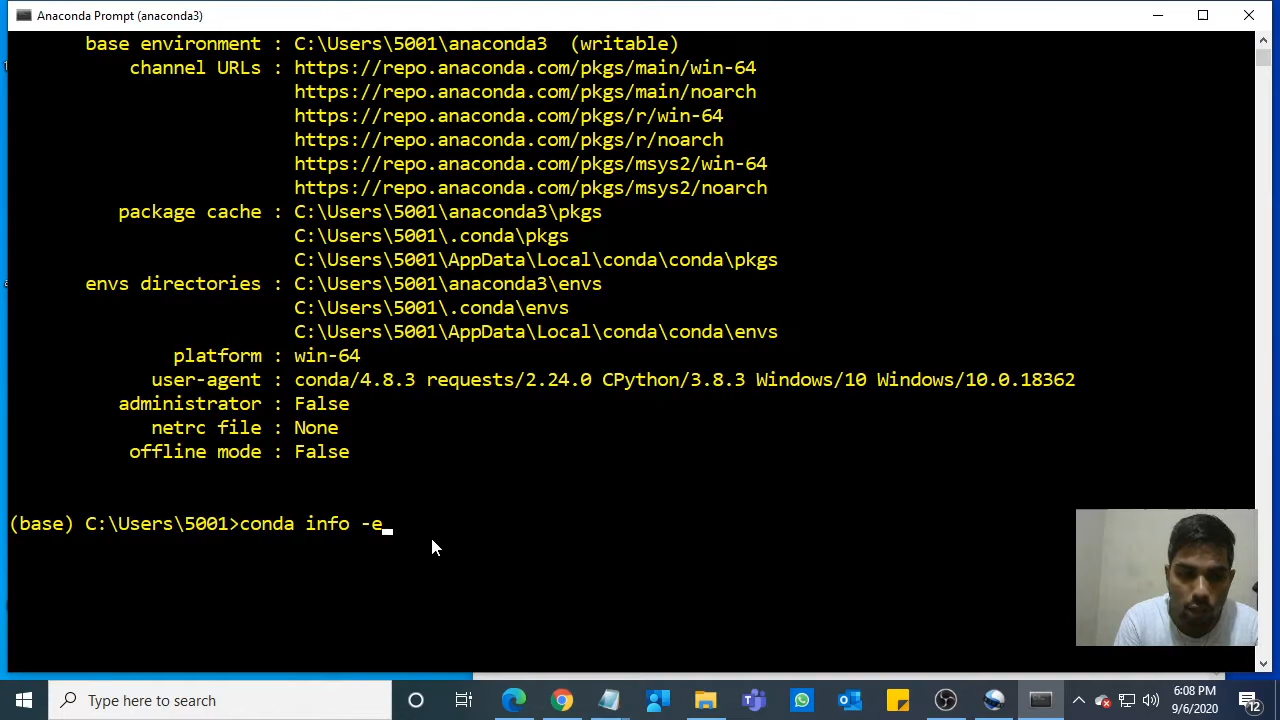 Anaconda Prompt (anaconda3)
base environment : C:\Users\5001\anaconda3  (writable)
channel URLs : https://repo.anaconda.com/pkgs/main/win-64
https://repo.anaconda.com/pkgs/main/noarch
https://repo.anaconda.com/pkgs/r/win-64
https://repo.anaconda.com/pkgs/r/noarch
https://repo.anaconda.com/pkgs/msys2/win-64
https://repo.anaconda.com/pkgs/msys2/noarch
package cache : C:\Users\5001\anaconda3\pkgs
C:\Users\5001\.conda\pkgs
C:\Users\5001\AppData\Local\conda\conda\pkgs
envs directories : C:\Users\5001\anaconda3\envs
C:\Users\5001\.conda\envs
C:\Users\5001\AppData\Local\conda\conda\envs
platform : win-64
user-agent : conda/4.8.3 requests/2.24.0 CPython/3.8.3 Windows/10 Windows/10.0.18362
administrator : False
netrc file : None
offline mode : False
(base) C:\Users\5001>conda info -e_
Type here to search
6:08 PM
9/6/2020
12